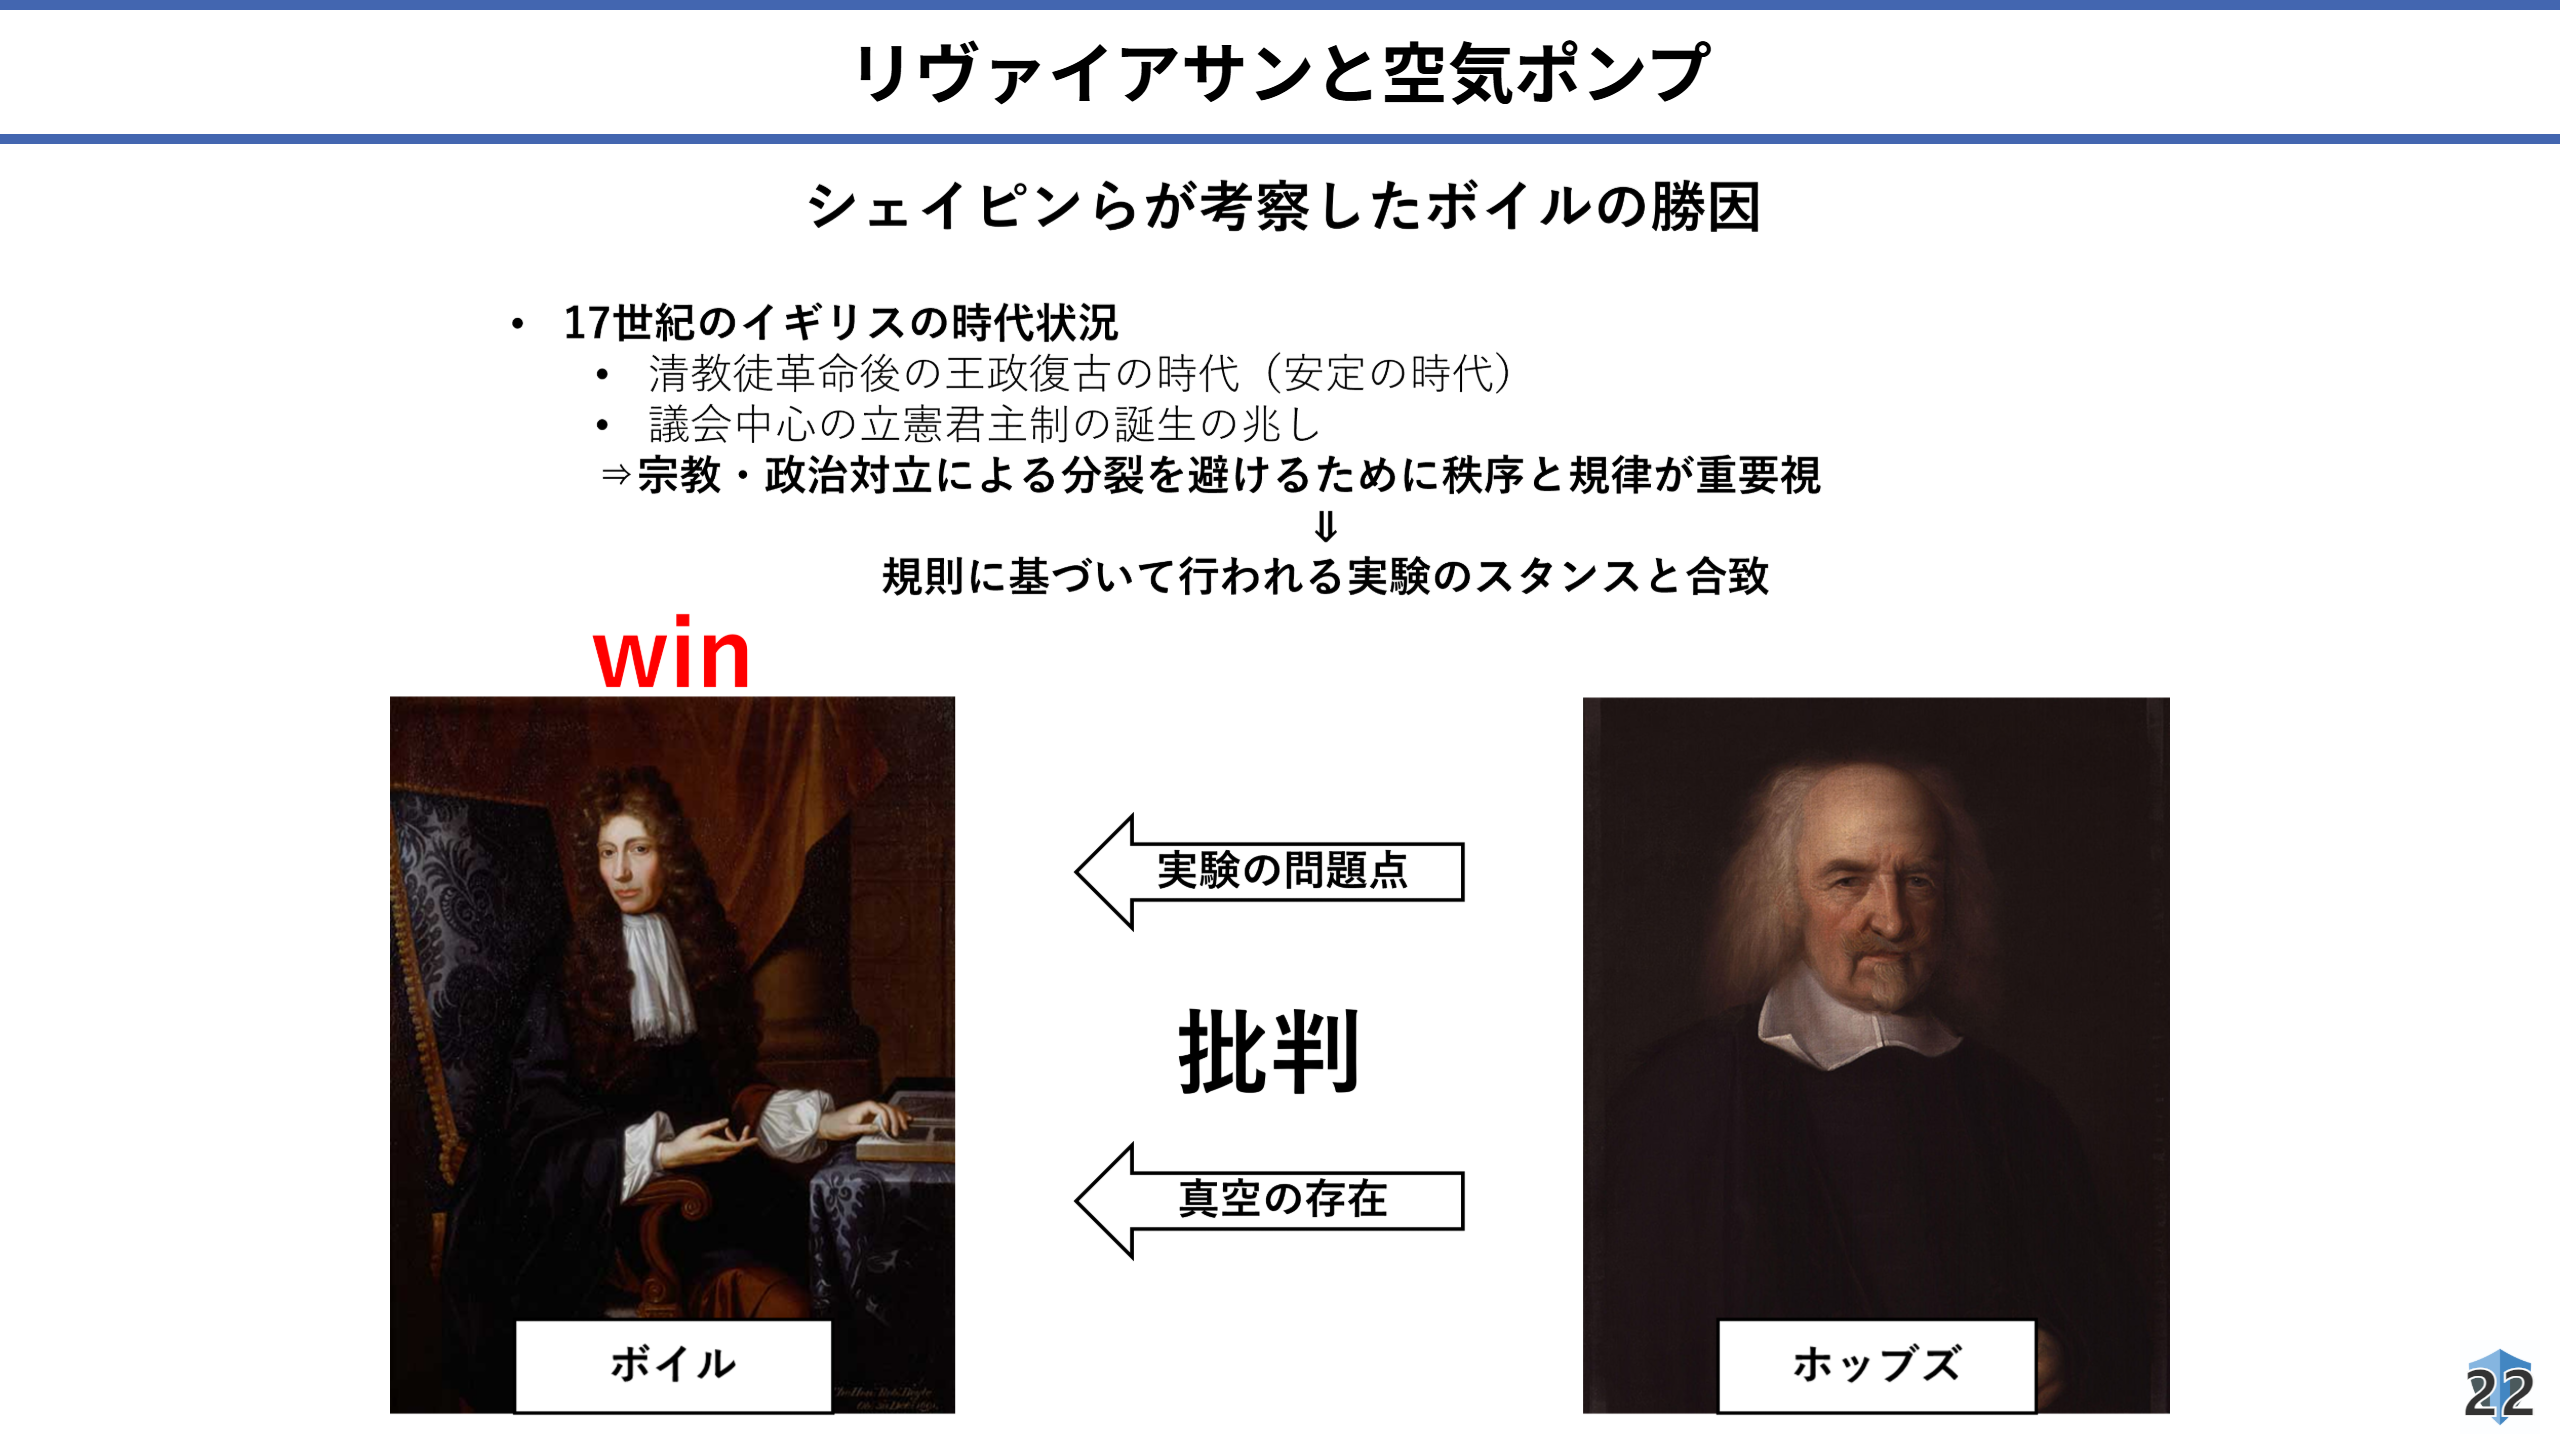 リヴァイアサンと空気ポンプ
シェイピンらが考察したボイルの勝因
• 17世紀のイギリスの時代状況
• 清教徒革命後の王政復古の時代（安定の時代）
• 議会中心の立憲君主制の誕生の兆し
⇒宗教・政治対立による分裂を避けるために秩序と規律が重要視
⇓
規則に基づいて行われる実験のスタンスと合致
win
実験の問題点
批判
真空の存在
ボイル
ホッブズ
22